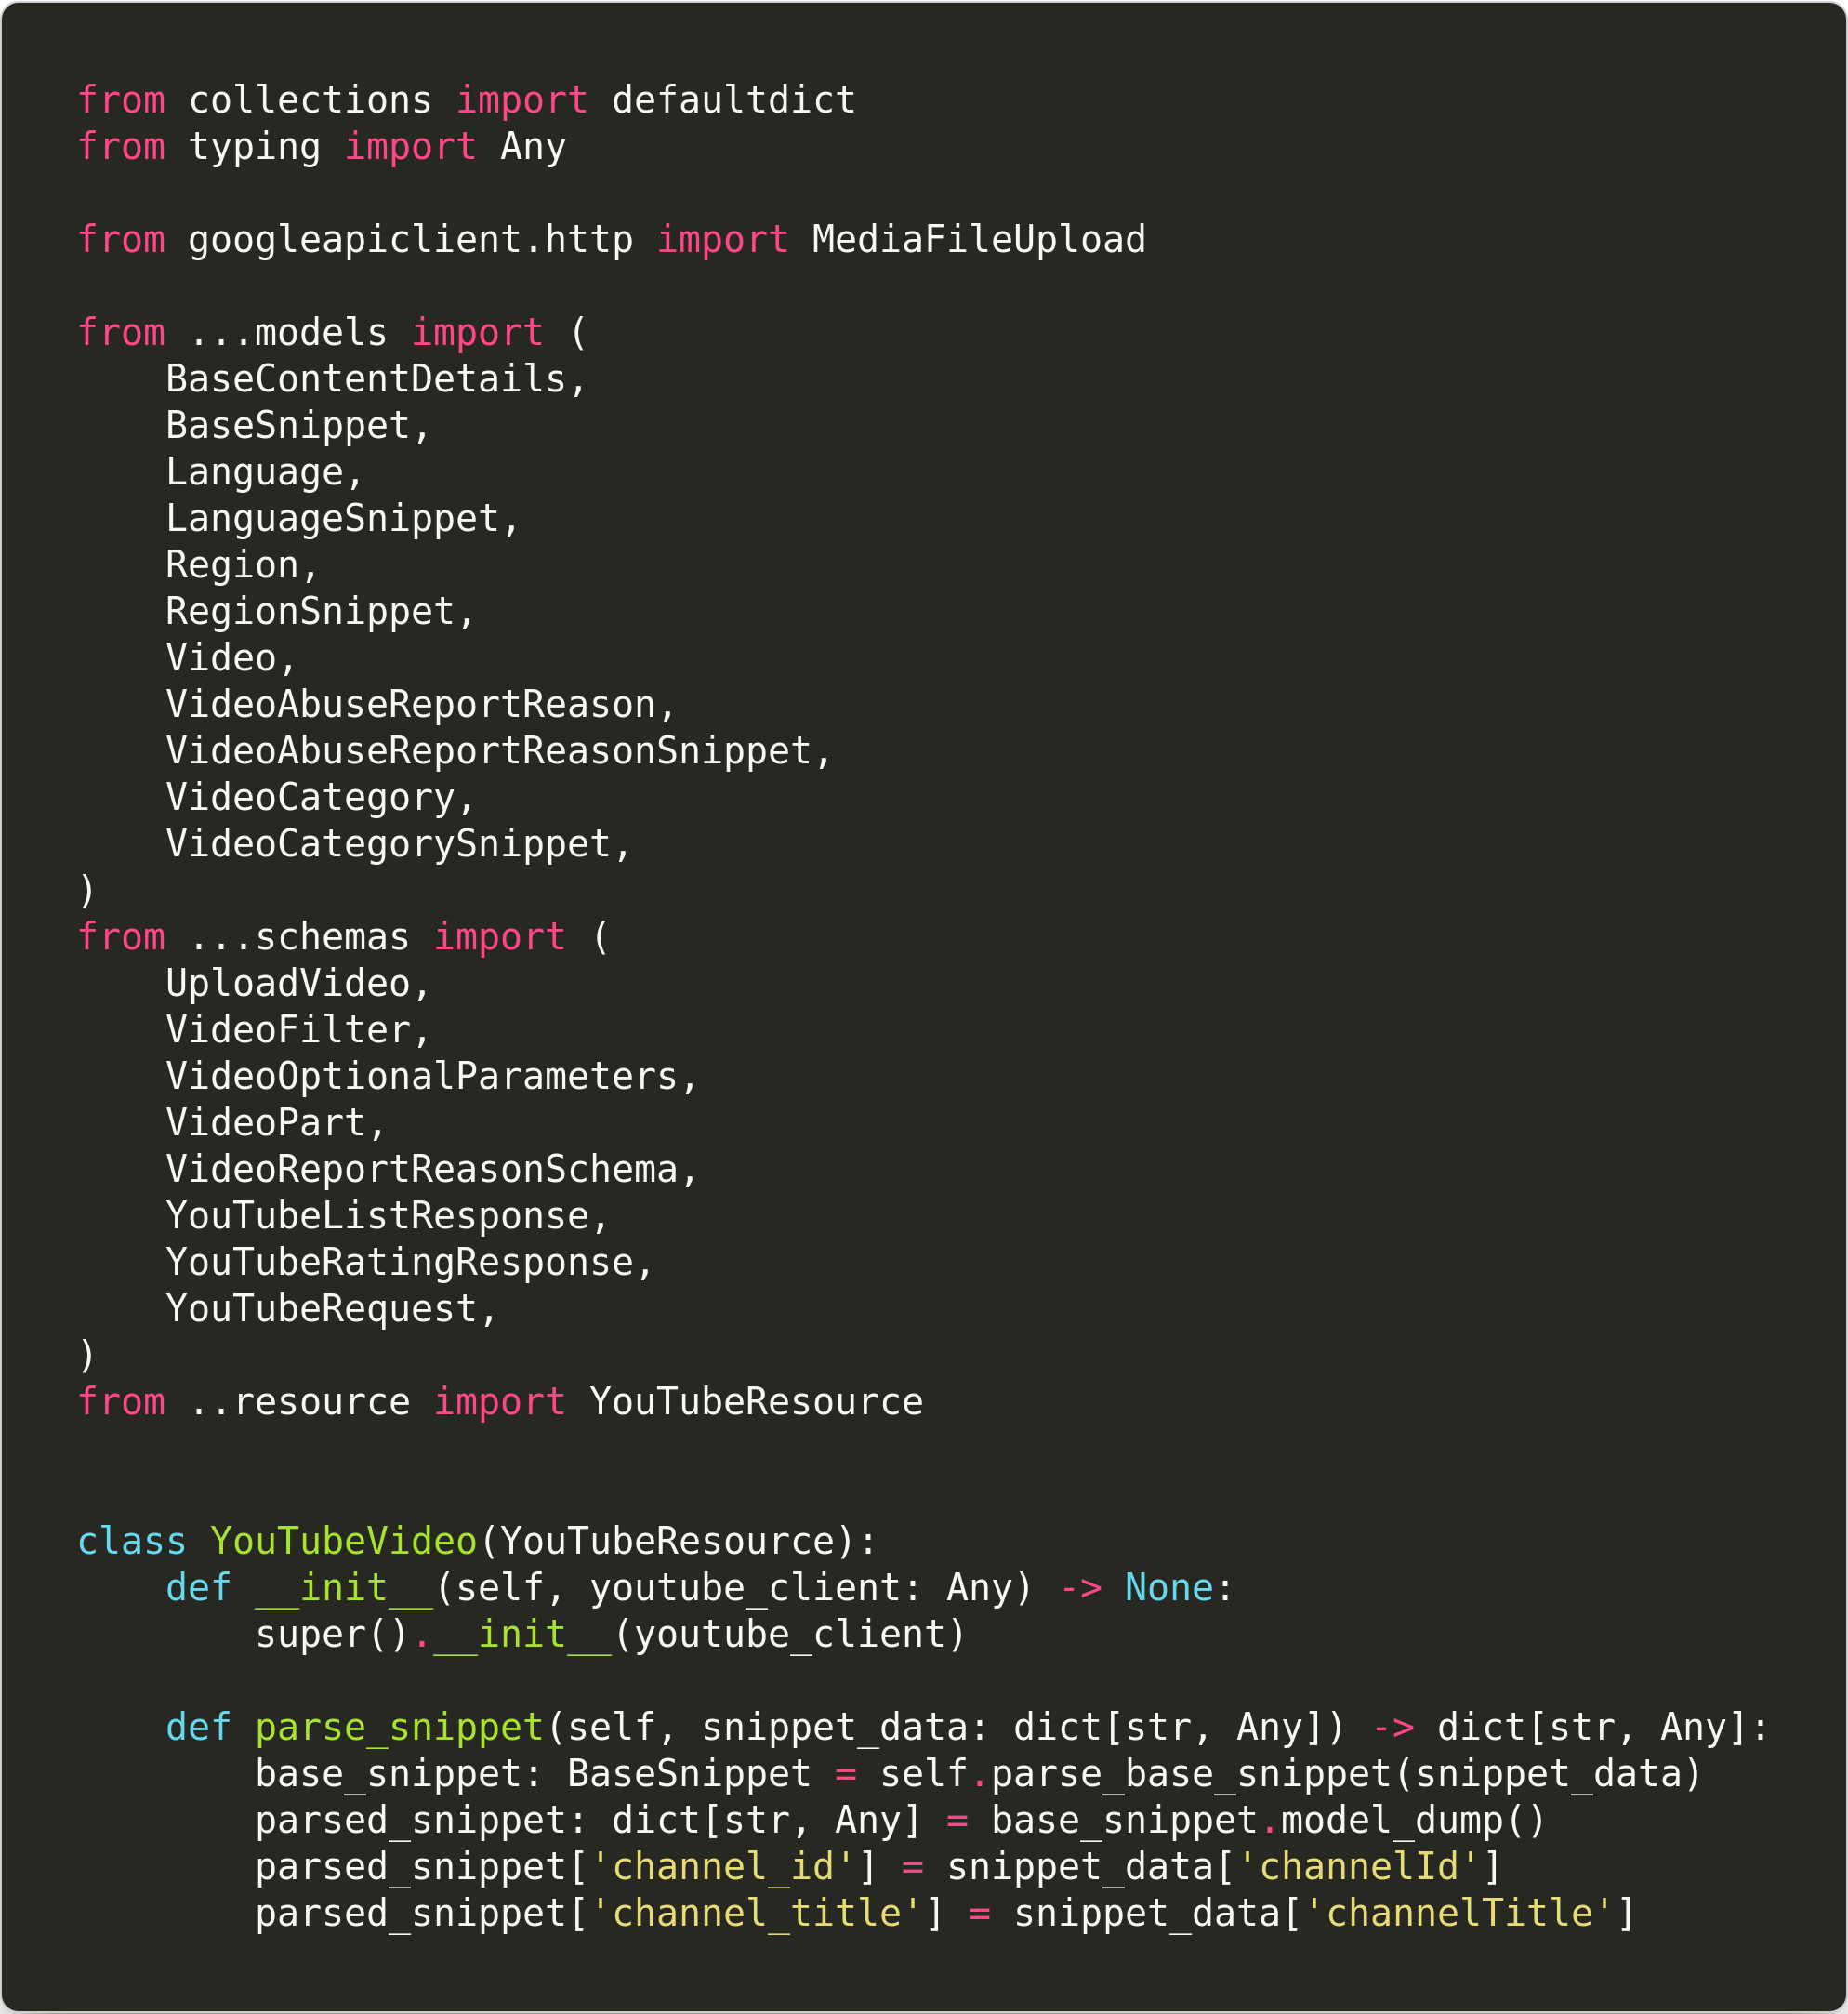 from collections import defaultdict
from typing import Any

from googleapiclient.http import MediaFileUpload

from ...models import (
    BaseContentDetails,
    BaseSnippet,
    Language,
    LanguageSnippet,
    Region,
    RegionSnippet,
    Video,
    VideoAbuseReportReason,
    VideoAbuseReportReasonSnippet,
    VideoCategory,
    VideoCategorySnippet,
)
from ...schemas import (
    UploadVideo,
    VideoFilter,
    VideoOptionalParameters,
    VideoPart,
    VideoReportReasonSchema,
    YouTubeListResponse,
    YouTubeRatingResponse,
    YouTubeRequest,
)
from ..resource import YouTubeResource


class YouTubeVideo(YouTubeResource):
    def __init__(self, youtube_client: Any) -> None:
        super().__init__(youtube_client)

    def parse_snippet(self, snippet_data: dict[str, Any]) -> dict[str, Any]:
        base_snippet: BaseSnippet = self.parse_base_snippet(snippet_data)
        parsed_snippet: dict[str, Any] = base_snippet.model_dump()
        parsed_snippet['channel_id'] = snippet_data['channelId']
        parsed_snippet['channel_title'] = snippet_data['channelTitle']